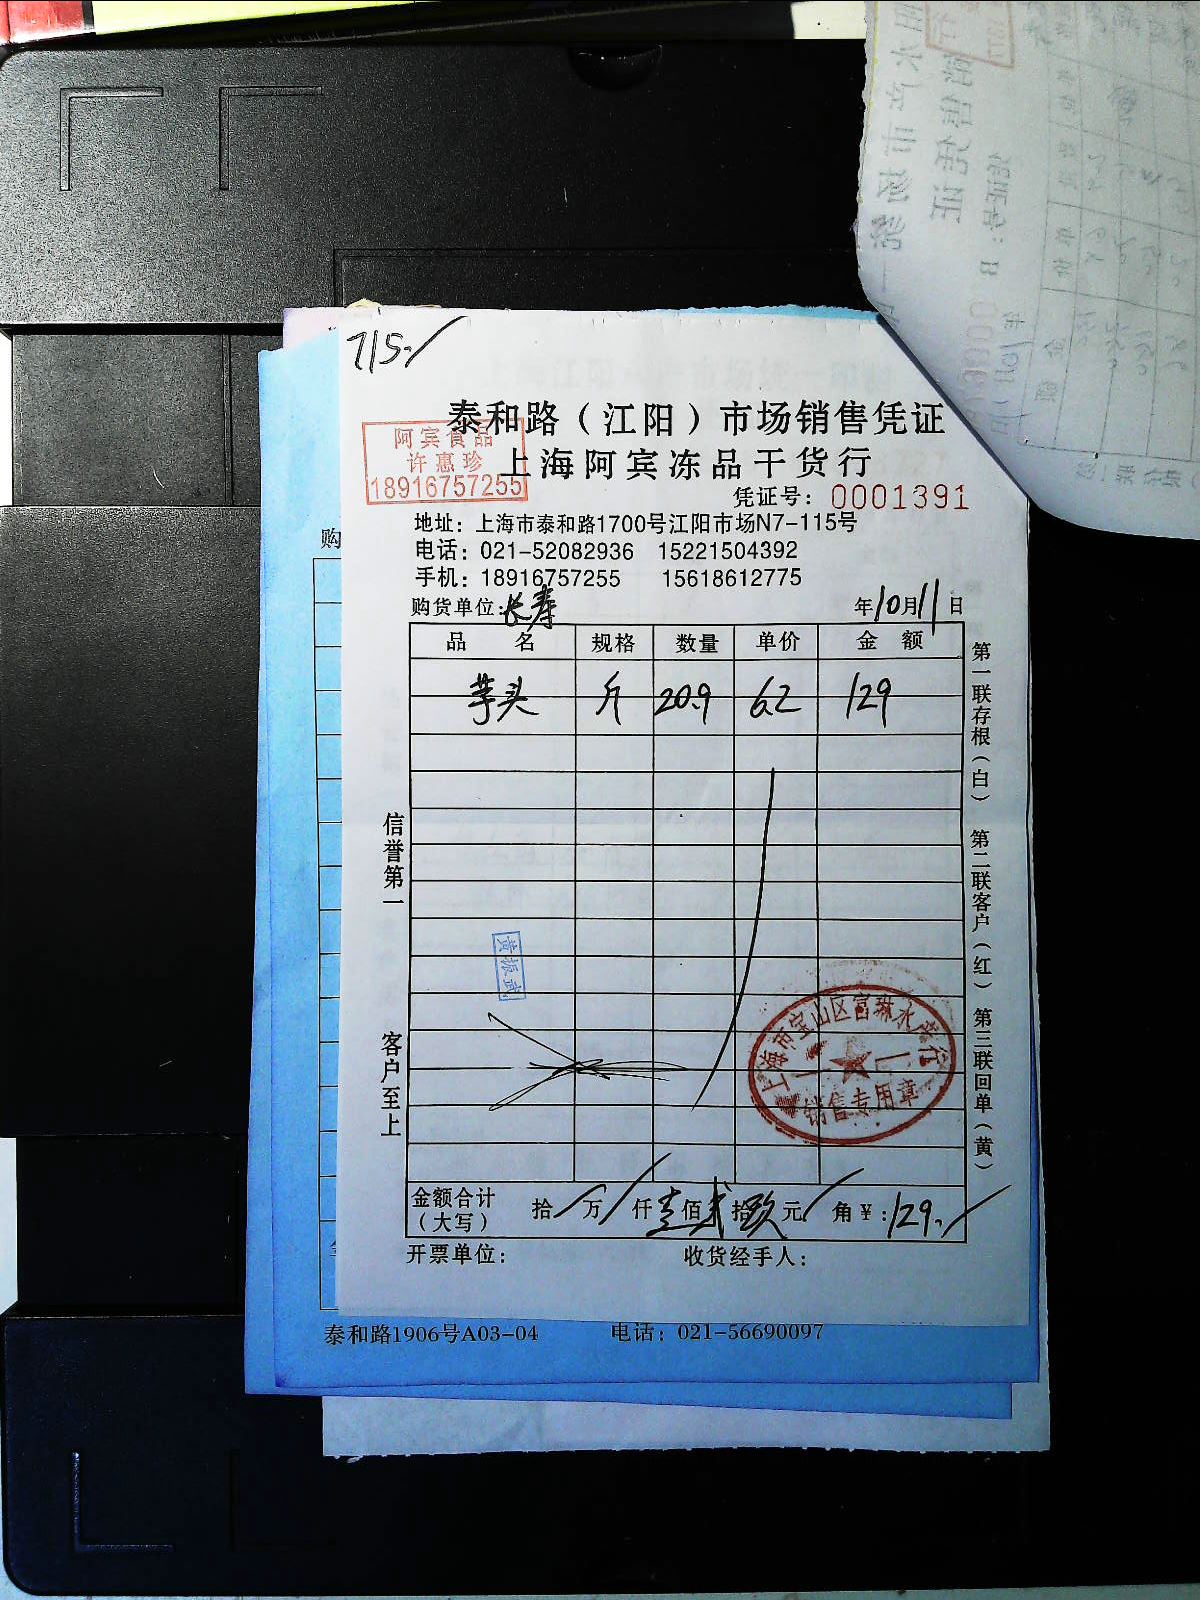 715.
泰和路（江阳）市场销售凭证
阿宾食品
许惠珍
18916757255
上海阿宾冻品干货行
凭证号：0001391
地址：上海市泰和路1700号江阳市场N7-115号
电话：021-52082936 15221504392
手机：18916757255 15618612775
购货单位：长寿 年10月11日
品名 规格 数量 单价 金额
芋头 斤 20.9 6.2 129
信誉第一
客户至上
第一联存根（白） 第二联客户（红） 第三联回单（黄）
黄振武
上海市宝山区富琳水产行
销售专用章
金额合计（大写） 拾 万 仟壹佰贰拾玖元 角￥：129.
开票单位： 收货经手人：
购
泰和路1906号A03-04 电话：021-56690097